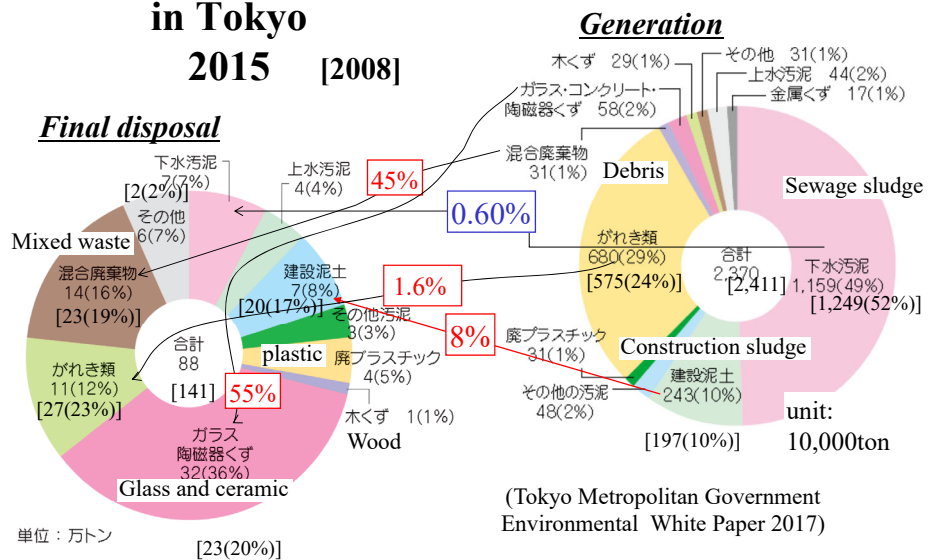 in Tokyo
2015 [2008]
Final disposal
下水汚泥
7(7%)
上水汚泥
4(4%)
[2(2%)]
その他
6(7%)
Mixed waste
混合廃棄物
14(16%)
[23(19%)]
建設泥土
7(8%)
[20(17%)]
その他汚泥
3(3%)
plastic
廃プラスチック
4(5%)
木くず 1(1%)
Wood
合計
88
[141]
がれき類
11(12%)
[27(23%)]
ガラス
陶磁器くず
32(36%)
Glass and ceramic
[23(20%)]
単位：万トン
45%
0.60%
1.6%
8%
55%
Generation
その他 31(1%)
木くず 29(1%)
上水汚泥 44(2%)
金属くず 17(1%)
ガラス・コンクリート・
陶磁器くず 58(2%)
混合廃棄物
31(1%)
Debris
Sewage sludge
がれき類
680(29%)
[575(24%)]
合計
2,370
[2,411]
下水汚泥
1,159(49%)
[1,249(52%)]
廃プラスチック
31(1%)
Construction sludge
建設泥土
243(10%)
その他の汚泥
48(2%)
[197(10%)]
unit:
10,000ton
(Tokyo Metropolitan Government
Environmental White Paper 2017)